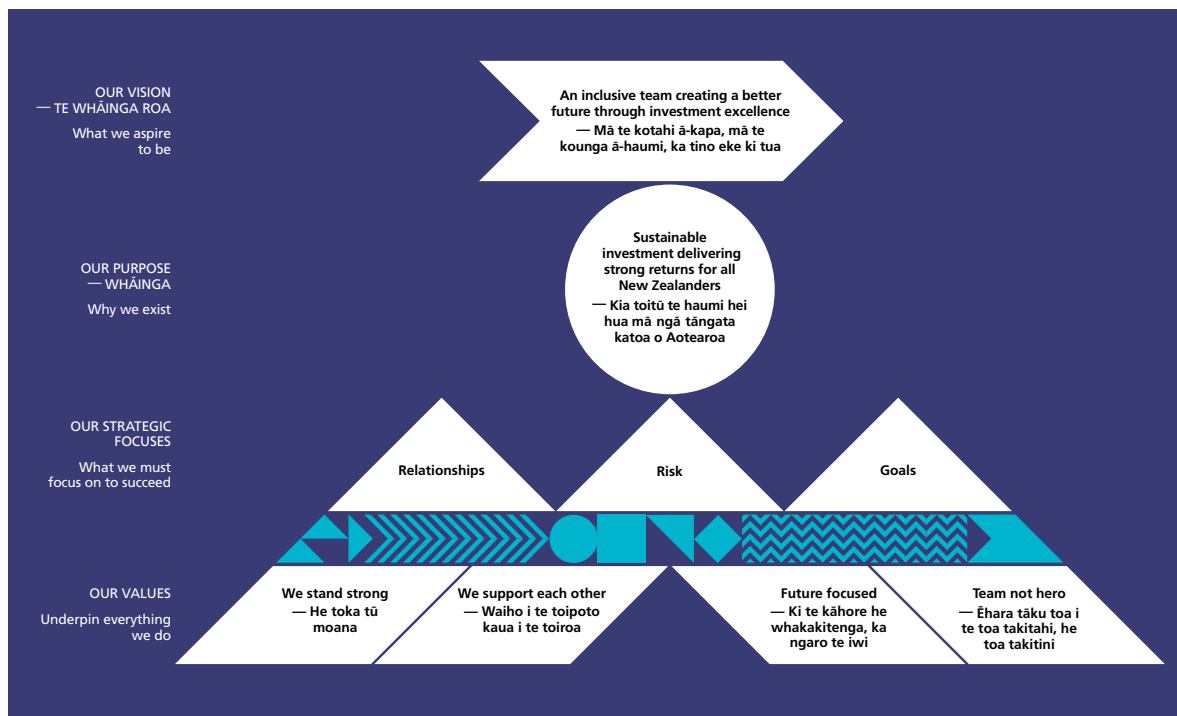 OUR VISION
— TE WHĀINGA ROA
What we aspire
to be
An inclusive team creating a better
future through investment excellence
— Mā te kotahi ā-kapa, mā te
kounga ā-haumi, ka tino eke ki tua
OUR PURPOSE
— WHĀINGA
Why we exist
Sustainable
investment delivering
strong returns for all
New Zealanders
— Kia toitū te haumi hei
hua mā ngā tāngata
katoa o Aotearoa
OUR STRATEGIC
FOCUSES
What we must
focus on to succeed
Relationships
Risk
Goals
OUR VALUES
Underpin everything
we do
We stand strong
— He toka tū
moana
We support each other
— Waiho i te toipoto
kaua i te toiroa
Future focused
— Ki te kāhore he
whakakitenga, ka
ngaro te iwi
Team not hero
— Ēhara tāku toa i
te toa takitahi, he
toa takitini